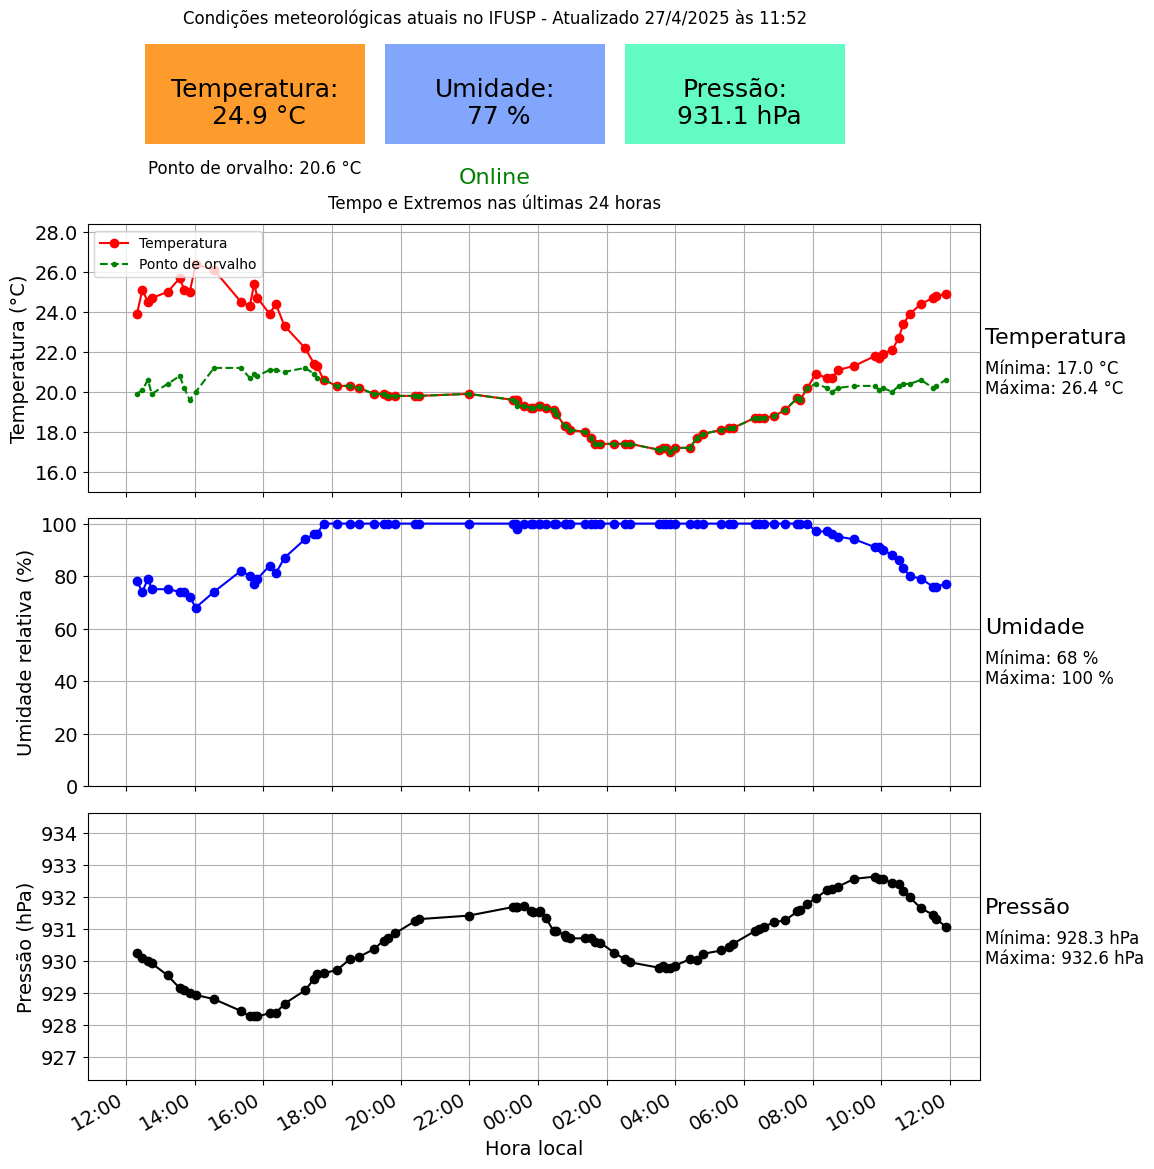 Condições meteorológicas atuais no IFUSP - Atualizado 27/4/2025 às 11:52
Temperatura:
24.9 °C
Umidade:
77 %
Pressão:
931.1 hPa
Ponto de orvalho: 20.6 °C
Online
Tempo e Extremos nas últimas 24 horas
Temperatura (°C)
28.0
26.0
24.0
22.0
20.0
18.0
16.0
Temperatura
Ponto de orvalho
Temperatura
Mínima: 17.0 °C
Máxima: 26.4 °C
Umidade relativa (%)
100
80
60
40
20
0
Umidade
Mínima: 68 %
Máxima: 100 %
Pressão (hPa)
934
933
932
931
930
929
928
927
Pressão
Mínima: 928.3 hPa
Máxima: 932.6 hPa
12:00
14:00
16:00
18:00
20:00
22:00
00:00
02:00
04:00
06:00
08:00
10:00
12:00
Hora local